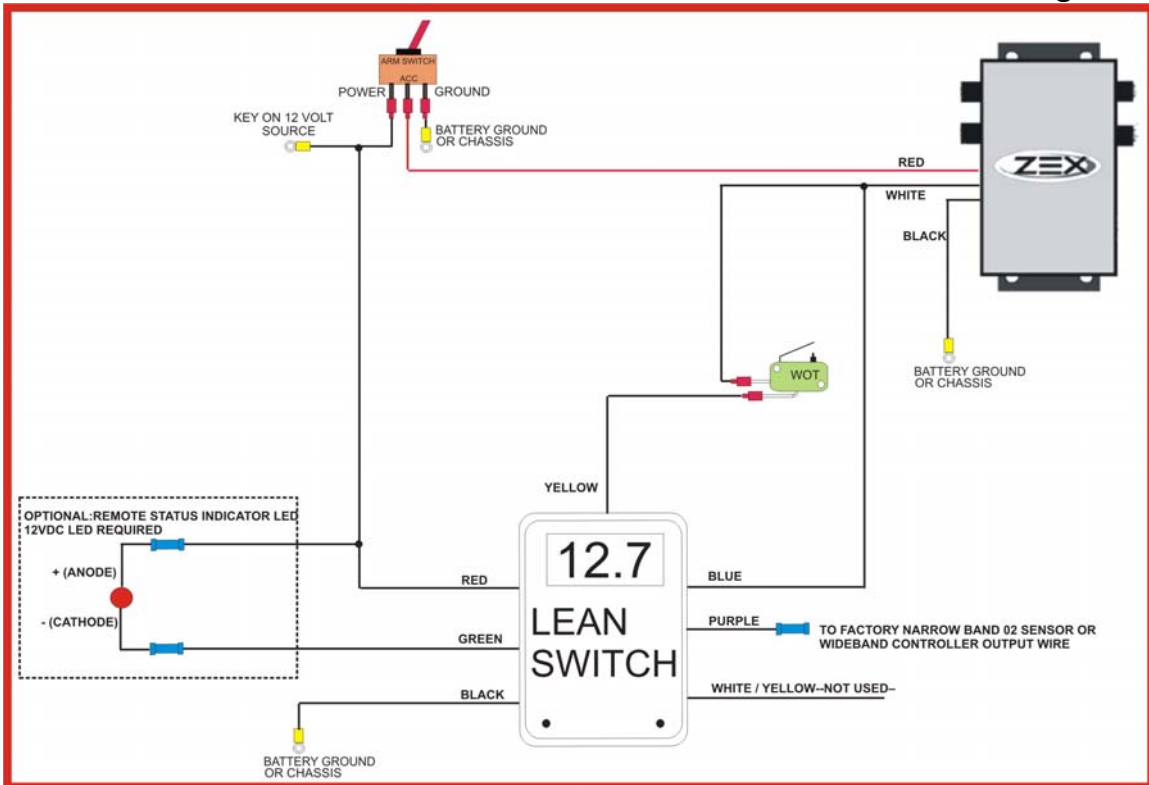 ARM SWITCH
ACC
POWER
GROUND
KEY ON 12 VOLT
SOURCE
BATTERY GROUND
OR CHASSIS
RED
ZEX
WHITE
BLACK
BATTERY GROUND
OR CHASSIS
WOT
YELLOW
OPTIONAL:REMOTE STATUS INDICATOR LED
12VDC LED REQUIRED
+ (ANODE)
- (CATHODE)
12.7
LEAN
SWITCH
RED
BLUE
PURPLE
TO FACTORY NARROW BAND 02 SENSOR OR
WIDEBAND CONTROLLER OUTPUT WIRE
GREEN
WHITE / YELLOW--NOT USED–
BLACK
BATTERY GROUND
OR CHASSIS